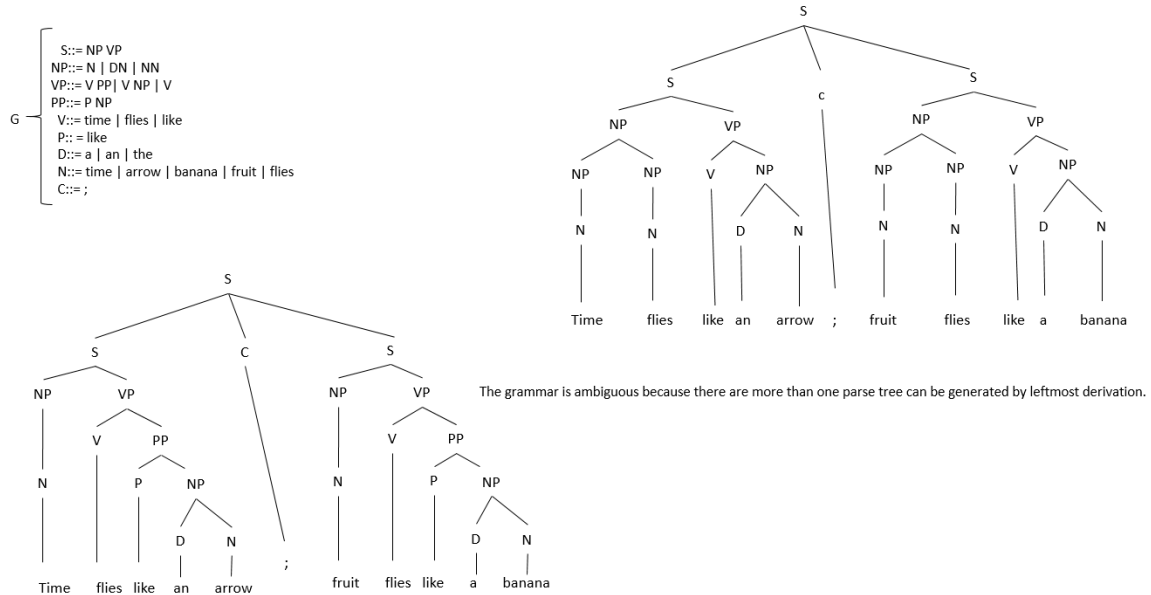 G
S::= NP VP
NP::= N | DN | NN
VP::= V PP| V NP | V
PP::= P NP
V::= time | flies | like
P:: = like
D::= a | an | the
N::= time | arrow | banana | fruit | flies
C::= ;
S
S c S
NP VP NP VP
NP NP V NP NP NP V NP
N N D N N N D N
Time flies like an arrow ; fruit flies like a banana
The grammar is ambiguous because there are more than one parse tree can be generated by leftmost derivation.
S
S C S
NP VP NP VP
V PP V PP
N P NP N P NP
D N D N
Time flies like an arrow ; fruit flies like a banana